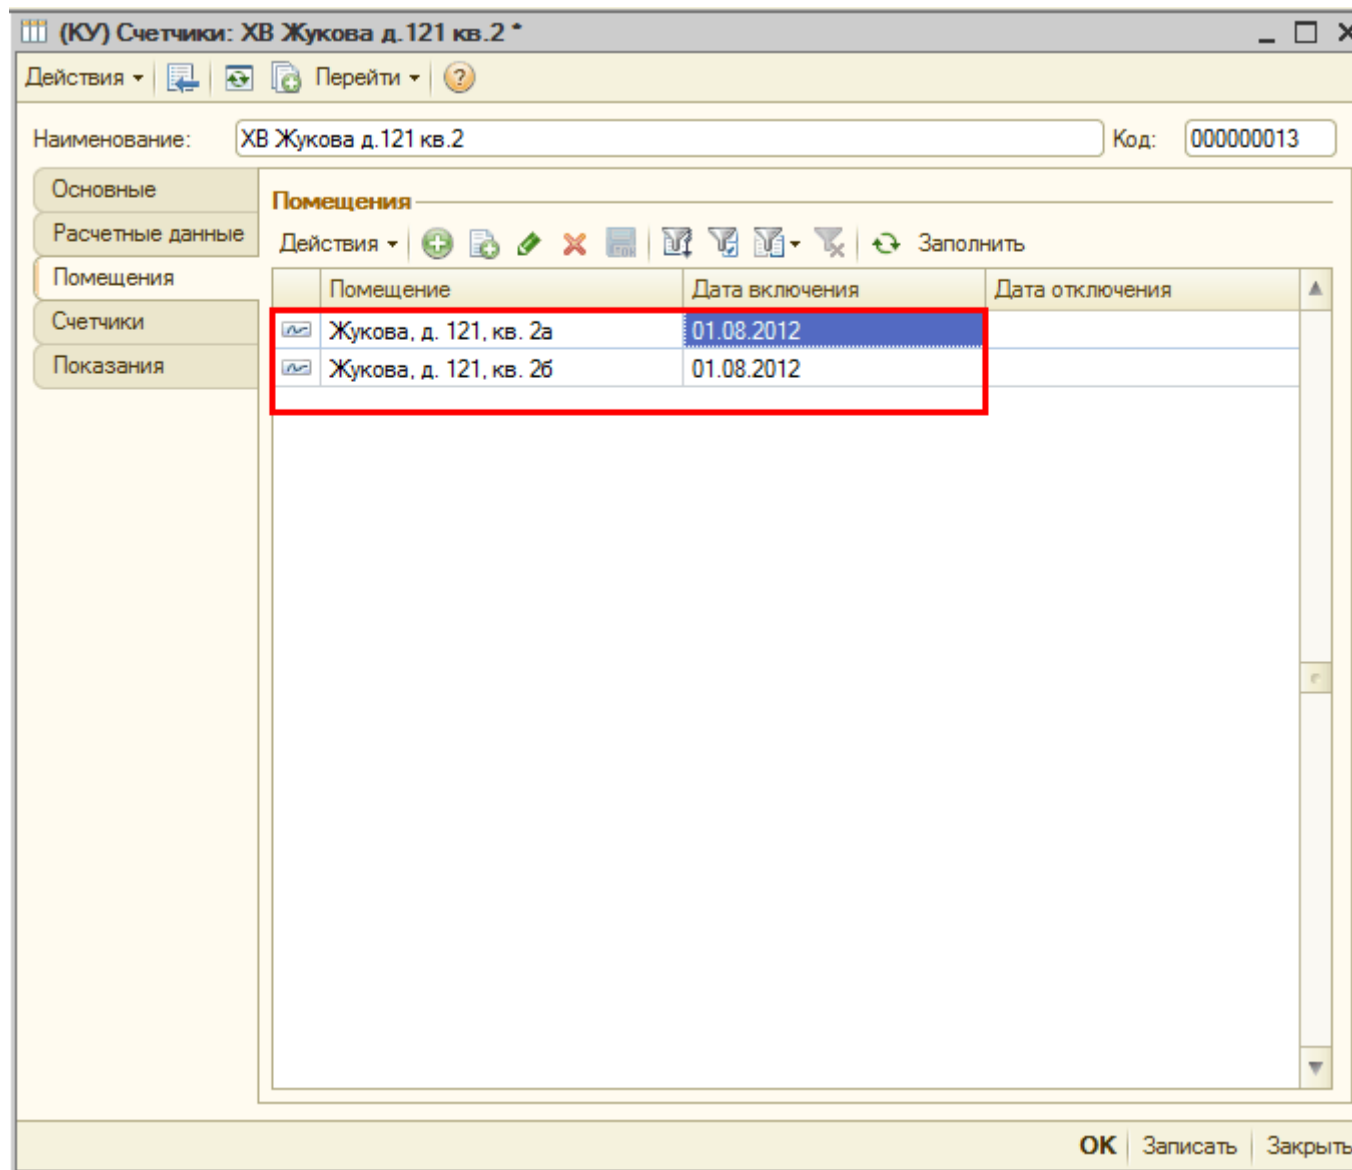 (КУ) Счетчики: ХВ Жукова д.121 кв.2 *
Действия Перейти
Наименование: ХВ Жукова д.121 кв.2 Код: 000000013
Основные
Расчетные данные
Помещения
Счетчики
Показания
Помещения
Действия Заполнить
Помещение Дата включения Дата отключения
Жукова, д. 121, кв. 2а 01.08.2012
Жукова, д. 121, кв. 2б 01.08.2012
OK Записать Закрыть